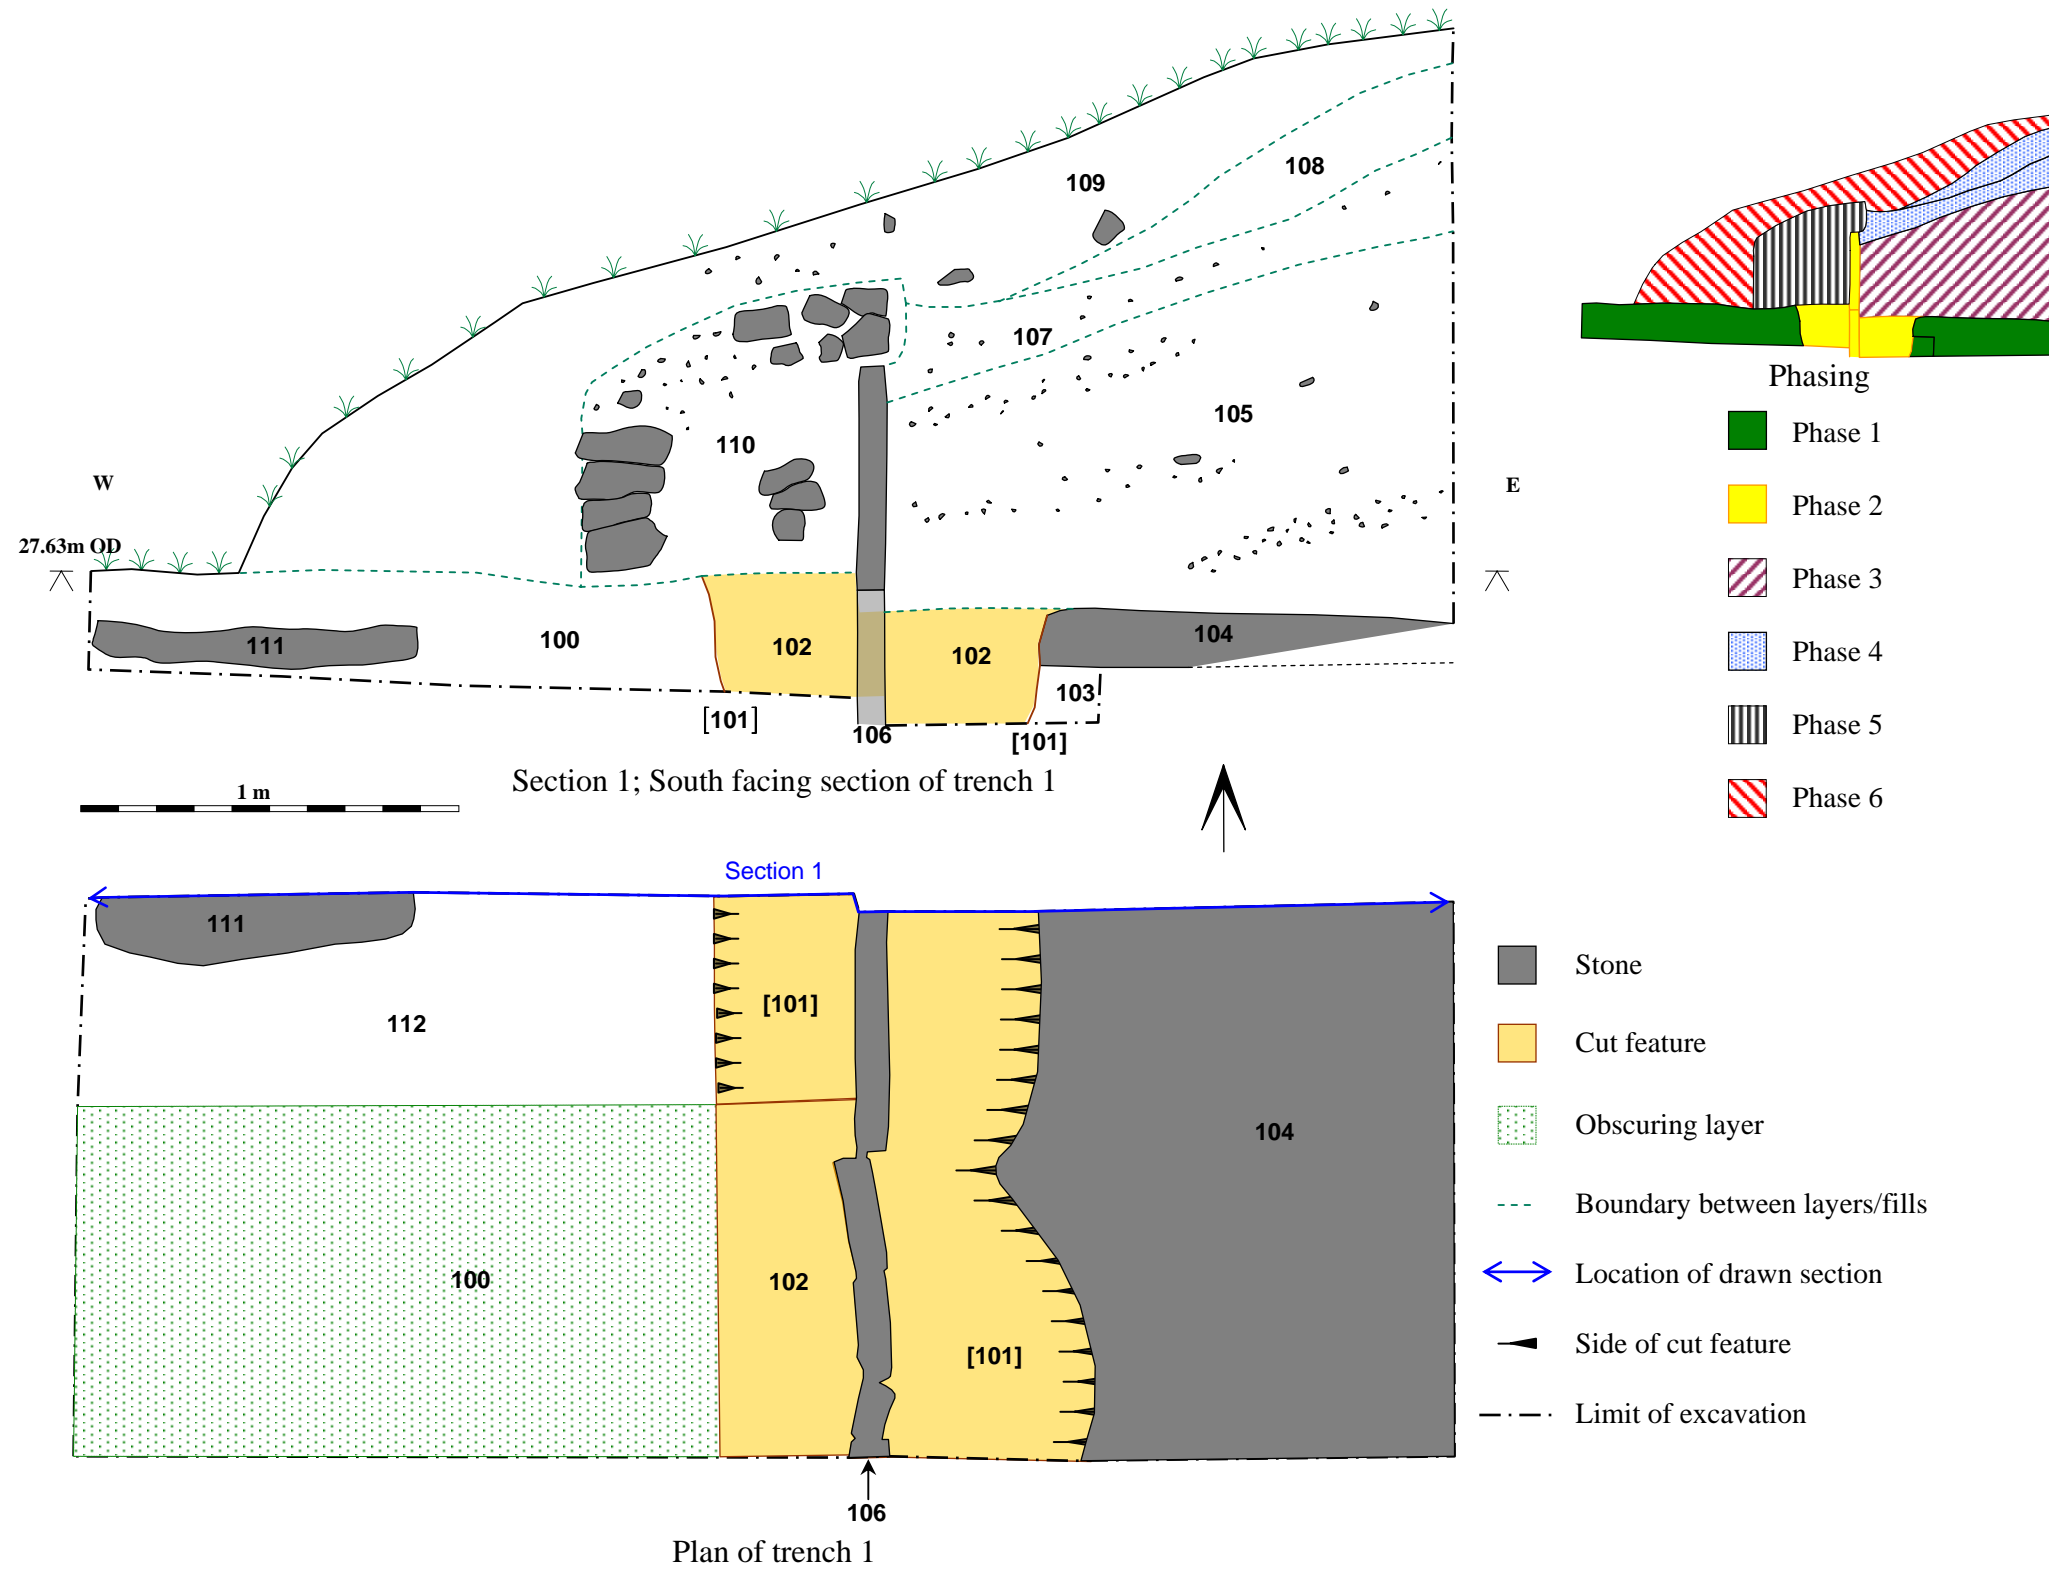 109
108
107
105
110
W
E
27.63m OD
111
100
102
102
104
103
[101]
106
[101]
Section 1; South facing section of trench 1
1 m
Phasing
Phase 1
Phase 2
Phase 3
Phase 4
Phase 5
Phase 6
Section 1
111
[101]
112
104
100
102
[101]
106
Plan of trench 1
Stone
Cut feature
Obscuring layer
Boundary between layers/fills
Location of drawn section
Side of cut feature
Limit of excavation